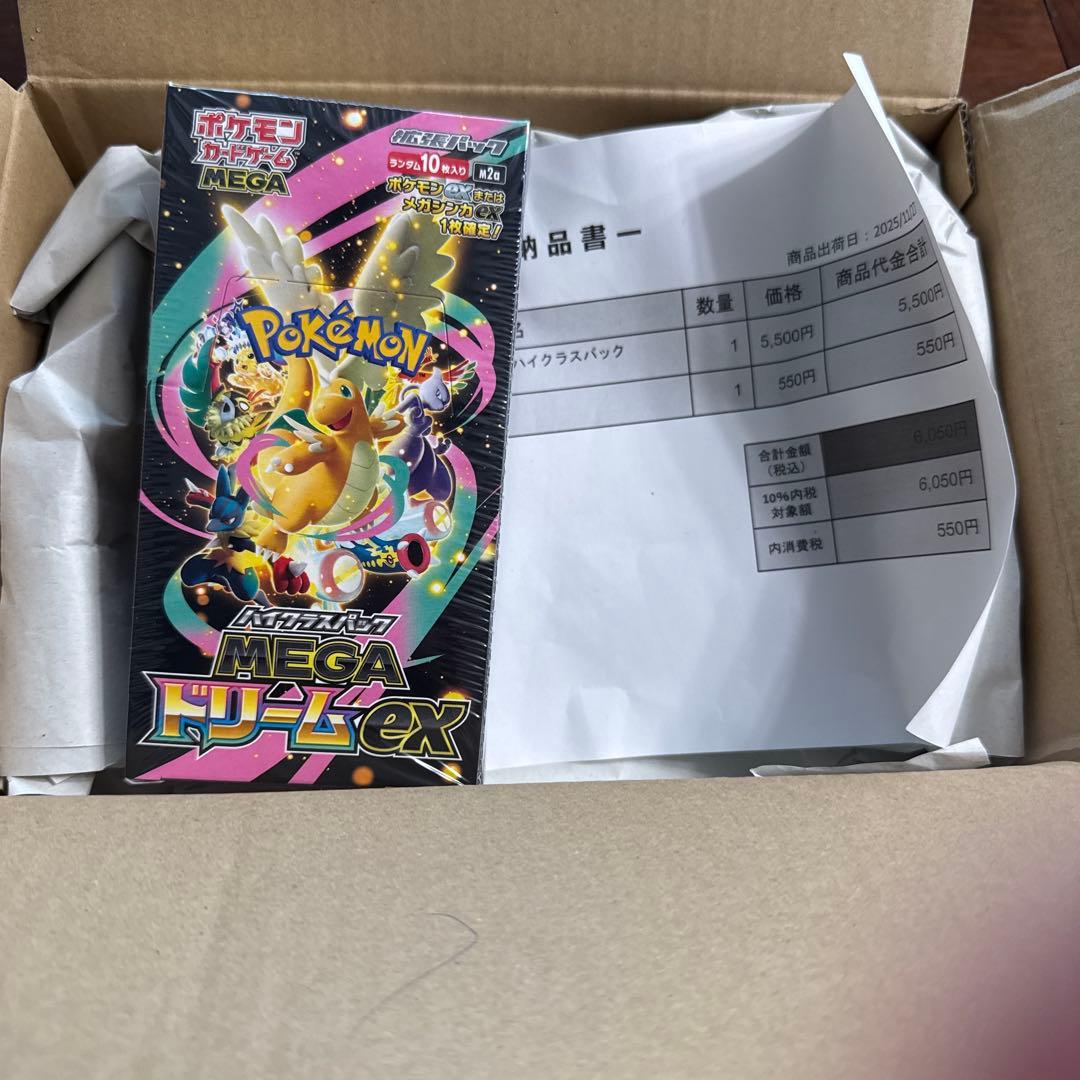 ポケモン
カードゲーム
MEGA
拡張パック
ランダム10枚入り
M2a
ポケモンexまたは
メガシンカex
1枚確定!
POKéMON
TM
ハイクラスパック
MEGA
ドリームex
納品書ー
商品出荷日:2025/11/27
名 数量 価格 商品代金合計
ハイクラスパック 1 5,500円 5,500円
1 550円 550円
合計金額
(税込) 6,050円
10%内税
対象額 6,050円
内消費税 550円